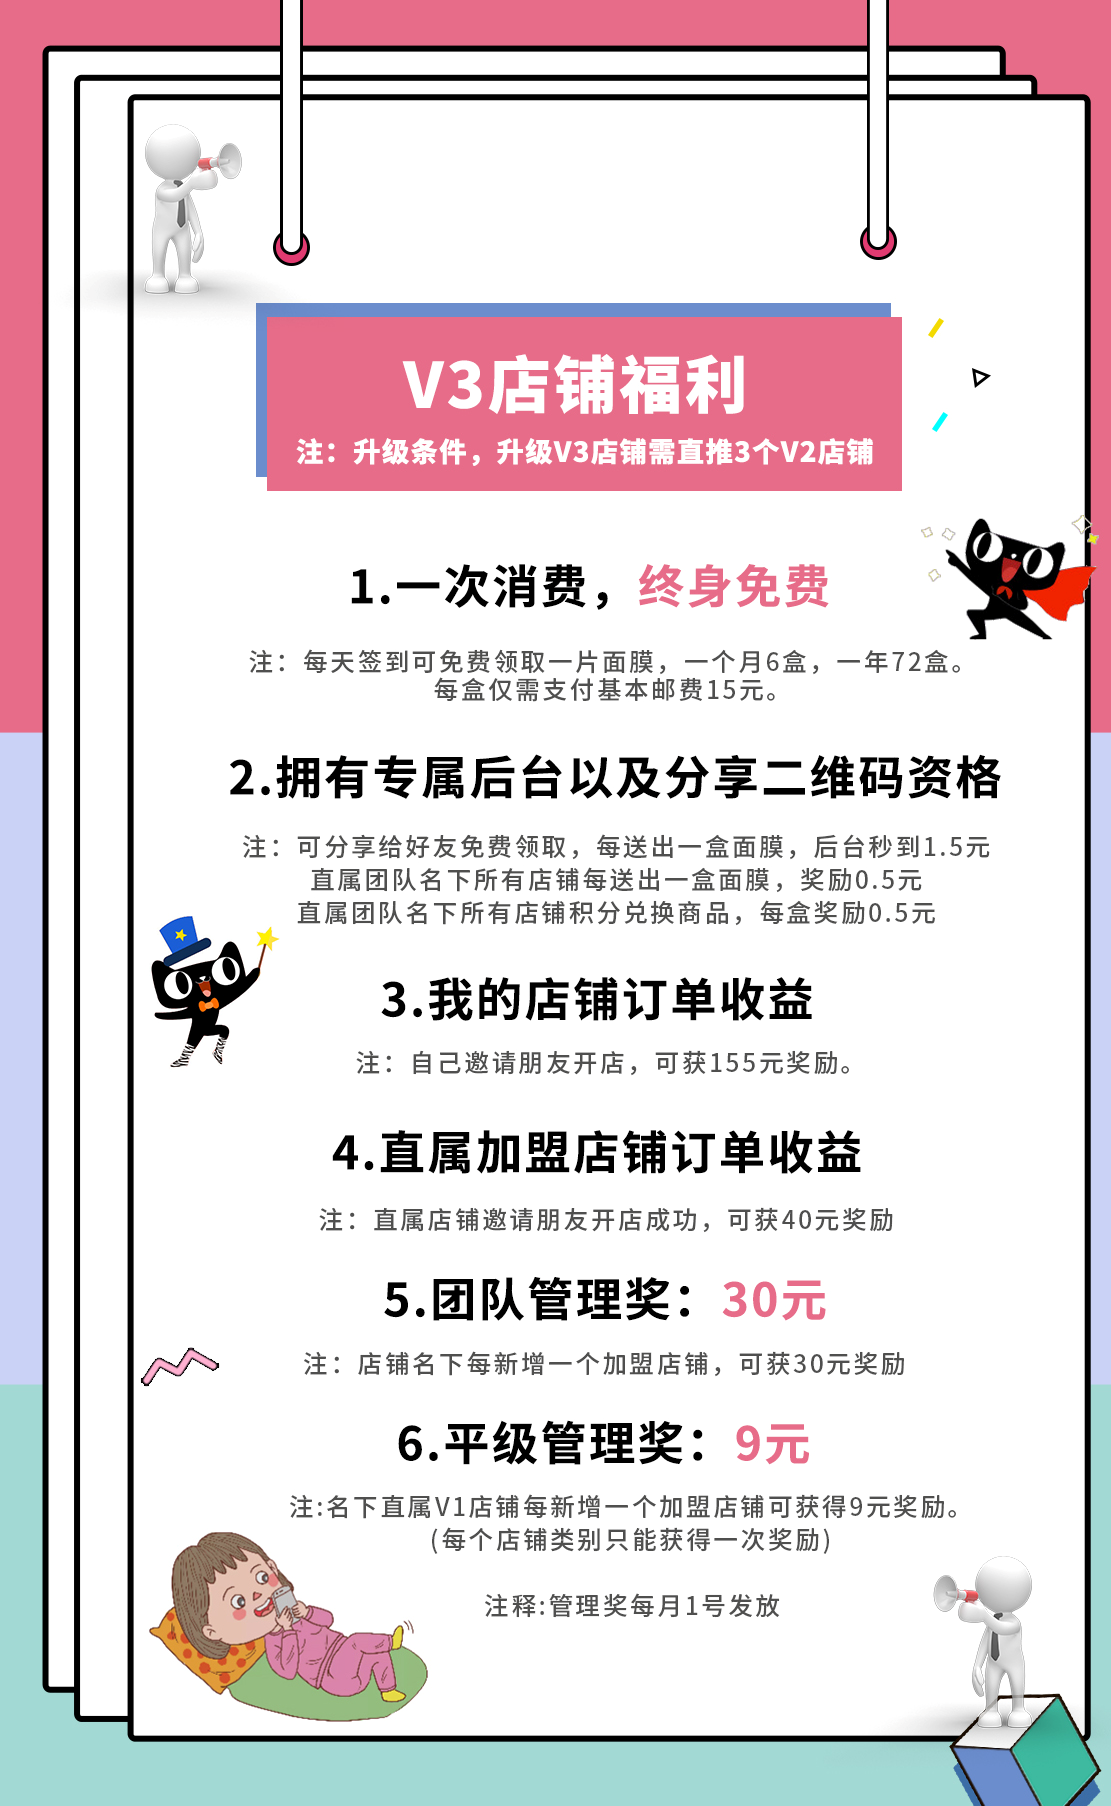 V3店铺福利
注：升级条件，升级V3店铺需直推3个V2店铺
1.一次消费，终身免费
注：每天签到可免费领取一片面膜，一个月6盒，一年72盒。
每盒仅需支付基本邮费15元。
2.拥有专属后台以及分享二维码资格
注：可分享给好友免费领取，每送出一盒面膜，后台秒到1.5元
直属团队名下所有店铺每送出一盒面膜，奖励0.5元
直属团队名下所有店铺积分兑换商品，每盒奖励0.5元
3.我的店铺订单收益
注：自己邀请朋友开店，可获155元奖励。
4.直属加盟店铺订单收益
注：直属店铺邀请朋友开店成功，可获40元奖励
5.团队管理奖：30元
注：店铺名下每新增一个加盟店铺，可获30元奖励
6.平级管理奖：9元
注:名下直属V1店铺每新增一个加盟店铺可获得9元奖励。
(每个店铺类别只能获得一次奖励)
注释:管理奖每月1号发放